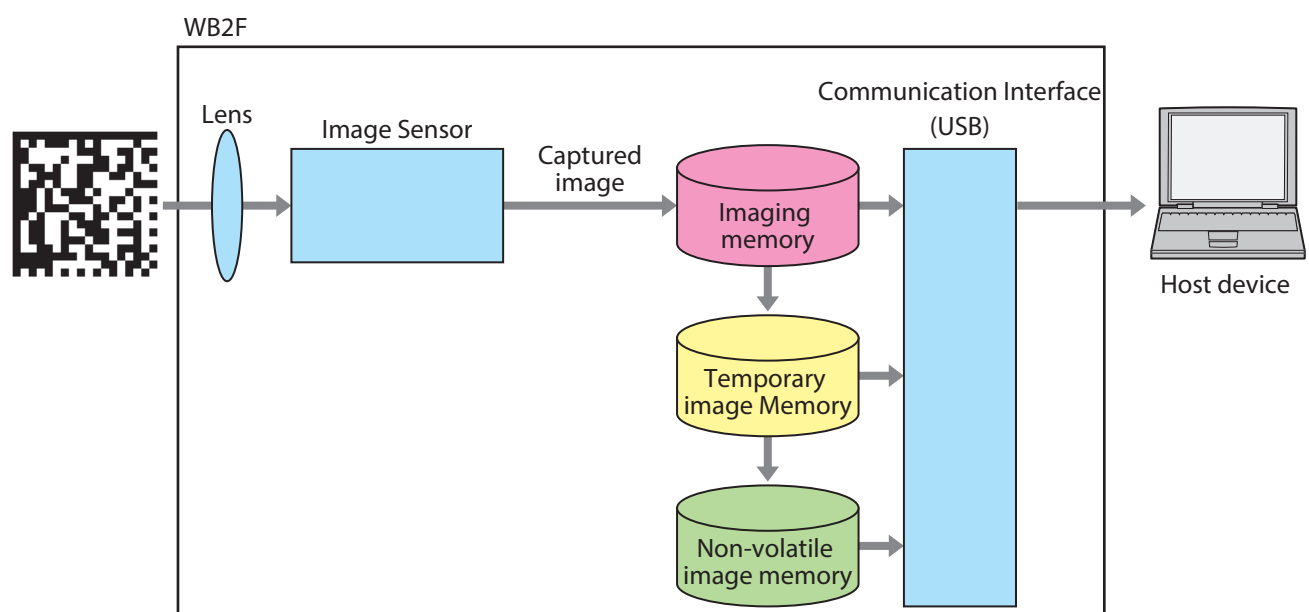 WB2F
Lens
Image Sensor
Captured
image
Imaging
memory
Communication Interface
(USB)
Host device
Temporary
image Memory
Non-volatile
image memory